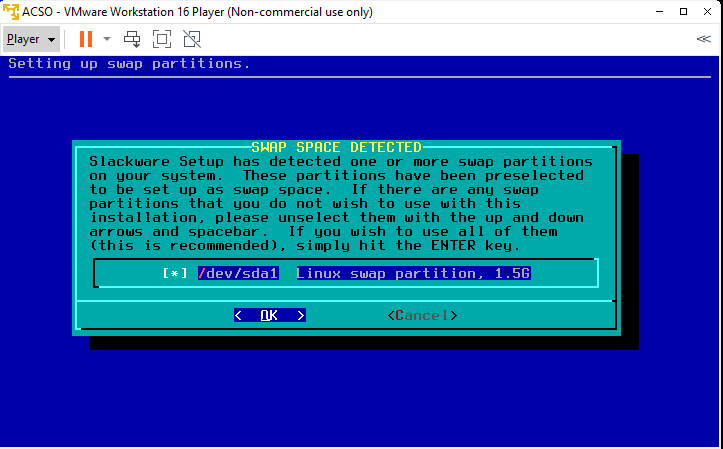 ACSO - VMware Workstation 16 Player (Non-commercial use only)
Player
Setting up swap partitions.
SWAP SPACE DETECTED
Slackware Setup has detected one or more swap partitions
on your system.  These partitions have been preselected
to be set up as swap space.  If there are any swap
partitions that you do not wish to use with this
installation, please unselect them with the up and down
arrows and spacebar.  If you wish to use all of them
(this is recommended), simply hit the ENTER key.
[*] /dev/sda1  Linux swap partition, 1.5G
<  OK  > <Cancel>